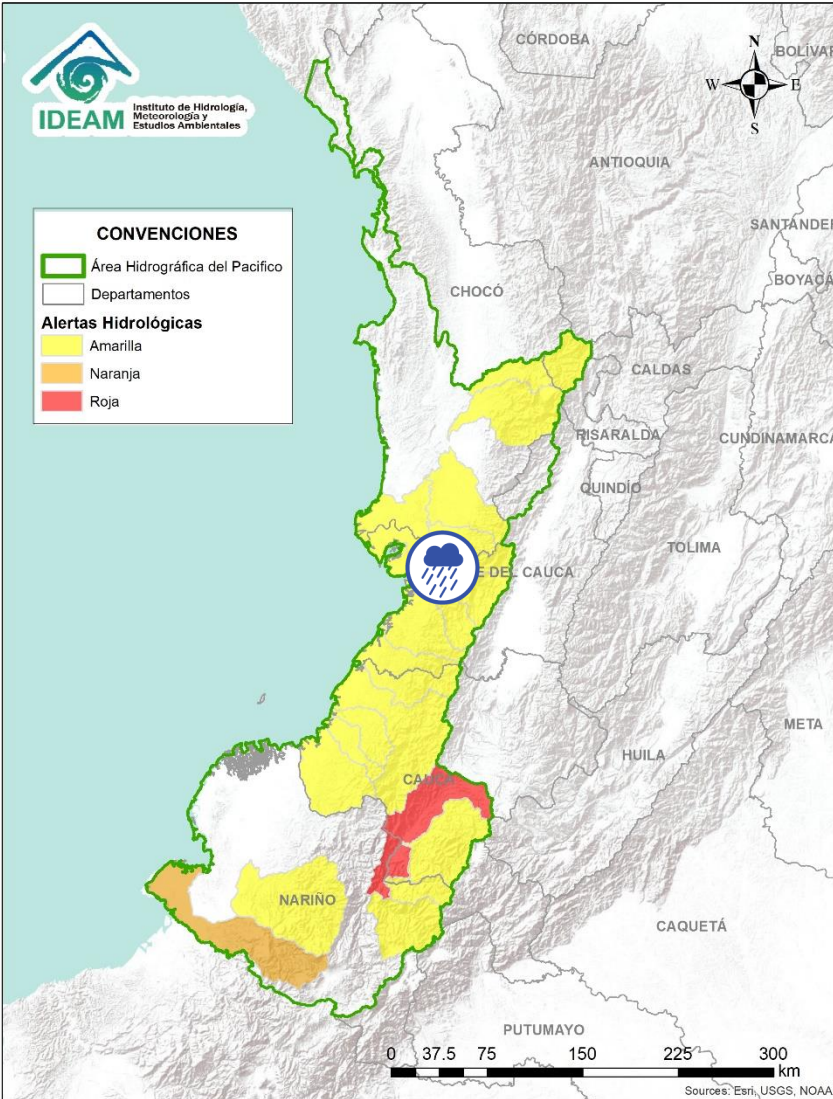 IDEAM
Instituto de Hidrología,
Meteorología y
Estudios Ambientales
N
W
E
S
CÓRDOBA
BOLÍVAR
ANTIOQUIA
SANTANDER
BOYACÁ
CHOCÓ
CALDAS
RISARALDA
CUNDINAMARCA
QUINDÍO
TOLIMA
E DEL CAUCA
META
HUILA
CAUCA
NARIÑO
CAQUETÁ
PUTUMAYO
CONVENCIONES
Área Hidrográfica del Pacifico
Departamentos
Alertas Hidrológicas
Amarilla
Naranja
Roja
0 37.5 75 150 225 300
km
Sources: Esri, USGS, NOAA